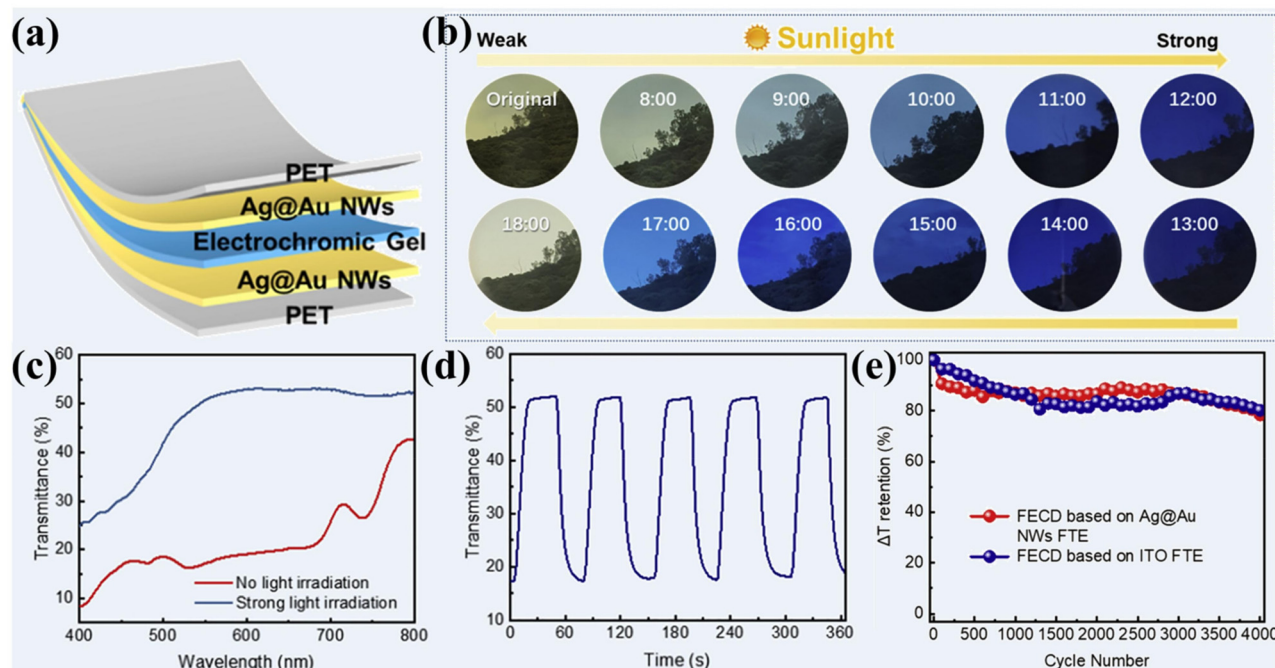 (a)
PET
Ag@Au NWs
Electrochromic Gel
Ag@Au NWs
PET
(b)
Weak
Sunlight
Strong
Original
8:00
9:00
10:00
11:00
12:00
18:00
17:00
16:00
15:00
14:00
13:00
(c)
60
50
40
30
20
10
Transmittance (%)
No light irradiation
Strong light irradiation
400
500
600
700
800
Wavelength (nm)
(d)
60
50
40
30
20
10
Transmittance (%)
0
60
120
180
240
300
360
Time (s)
(e)
100
80
60
40
20
0
ΔT retention (%)
FECD based on Ag@Au
NWs FTE
FECD based on ITO FTE
0
500
1000
1500
2000
2500
3000
3500
4000
Cycle Number